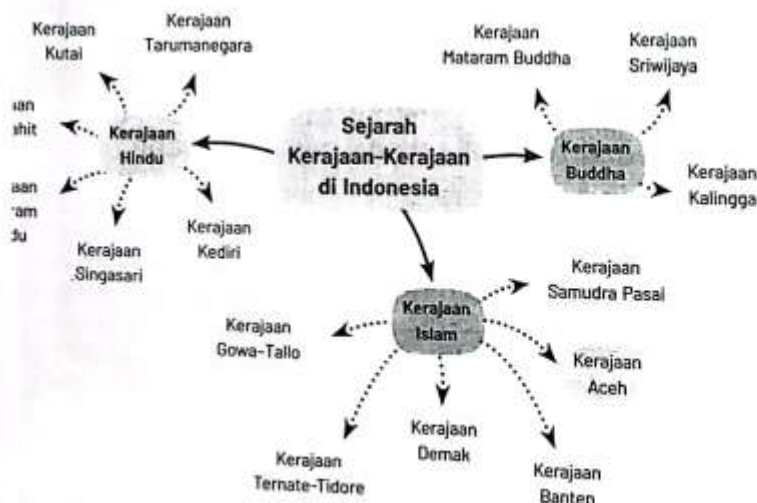 Kerajaan
Kutai
Kerajaan
Tarumanegara
Kerajaan
Hindu
Kerajaan
Singasari
Kerajaan
Kediri
Sejarah
Kerajaan-Kerajaan
di Indonesia
Kerajaan
Mataram Buddha
Kerajaan
Sriwijaya
Kerajaan
Buddha
Kerajaan
Kalingga
Kerajaan
Islam
Kerajaan
Samudra Pasai
Kerajaan
Aceh
Kerajaan
Banten
Kerajaan
Demak
Kerajaan
Ternate-Tidore
Kerajaan
Gowa-Tallo